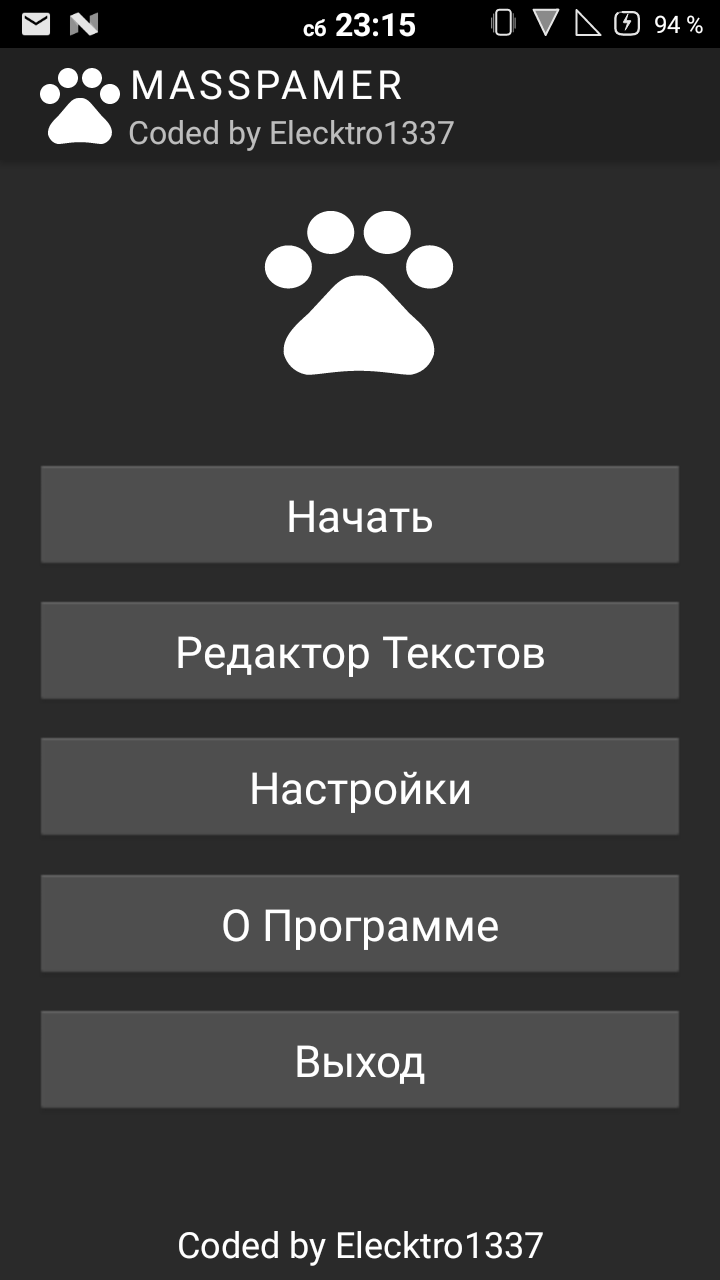 сб 23:15 94 %
MASSPAMER
Coded by Elecktro1337
Начать
Редактор Текстов
Настройки
О Программе
Выход
Coded by Elecktro1337